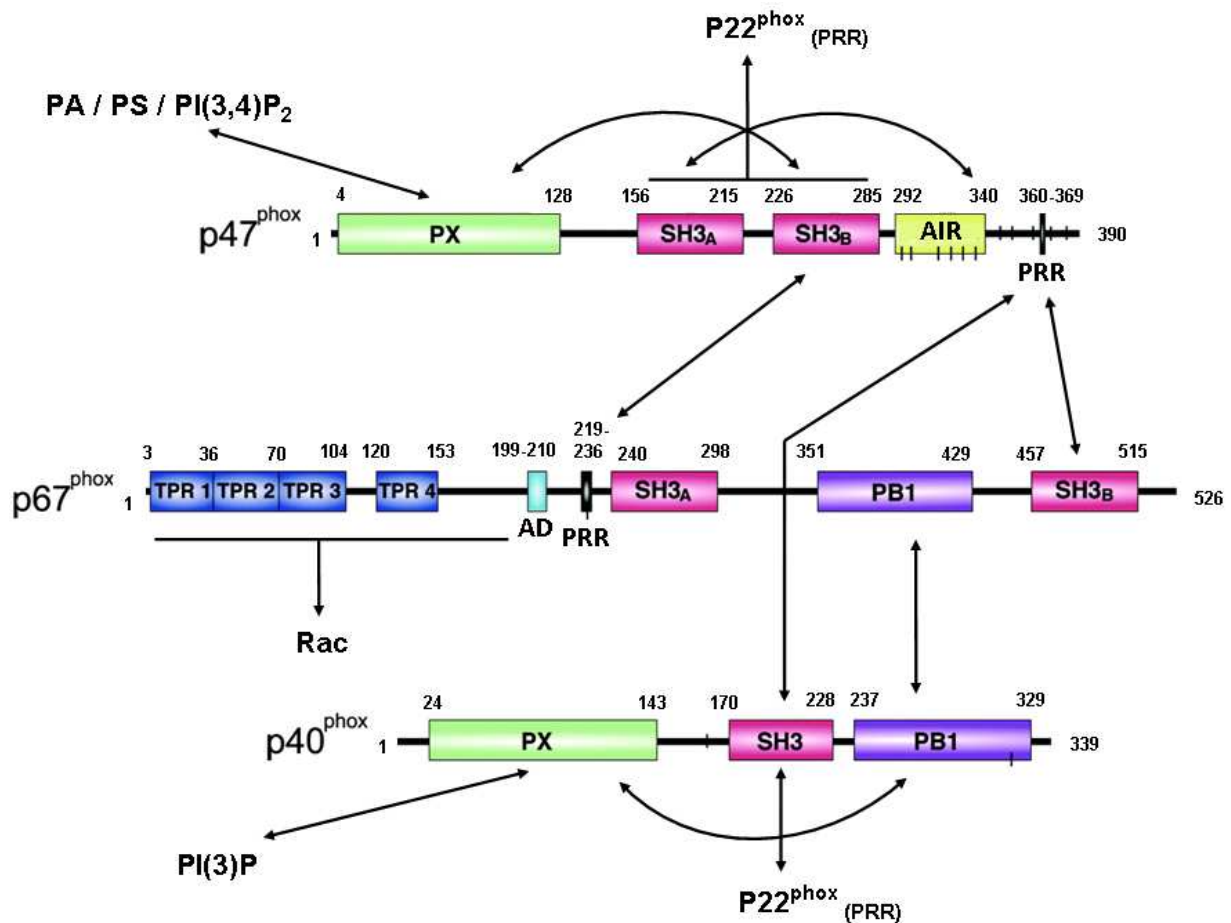 P22phox (PRR)
PA / PS / PI(3,4)P2
4 128 156 215 226 285 292 340 360-369
p47phox 1 PX SH3A SH3B AIR 390
PRR
219-
3 36 70 104 120 153 199-210 236 240 298 351 429 457 515
p67phox 1 TPR 1 TPR 2 TPR 3 TPR 4 SH3A PB1 SH3B 526
AD PRR
Rac
24 143 170 228 237 329
p40phox 1 PX SH3 PB1 339
PI(3)P
P22phox (PRR)